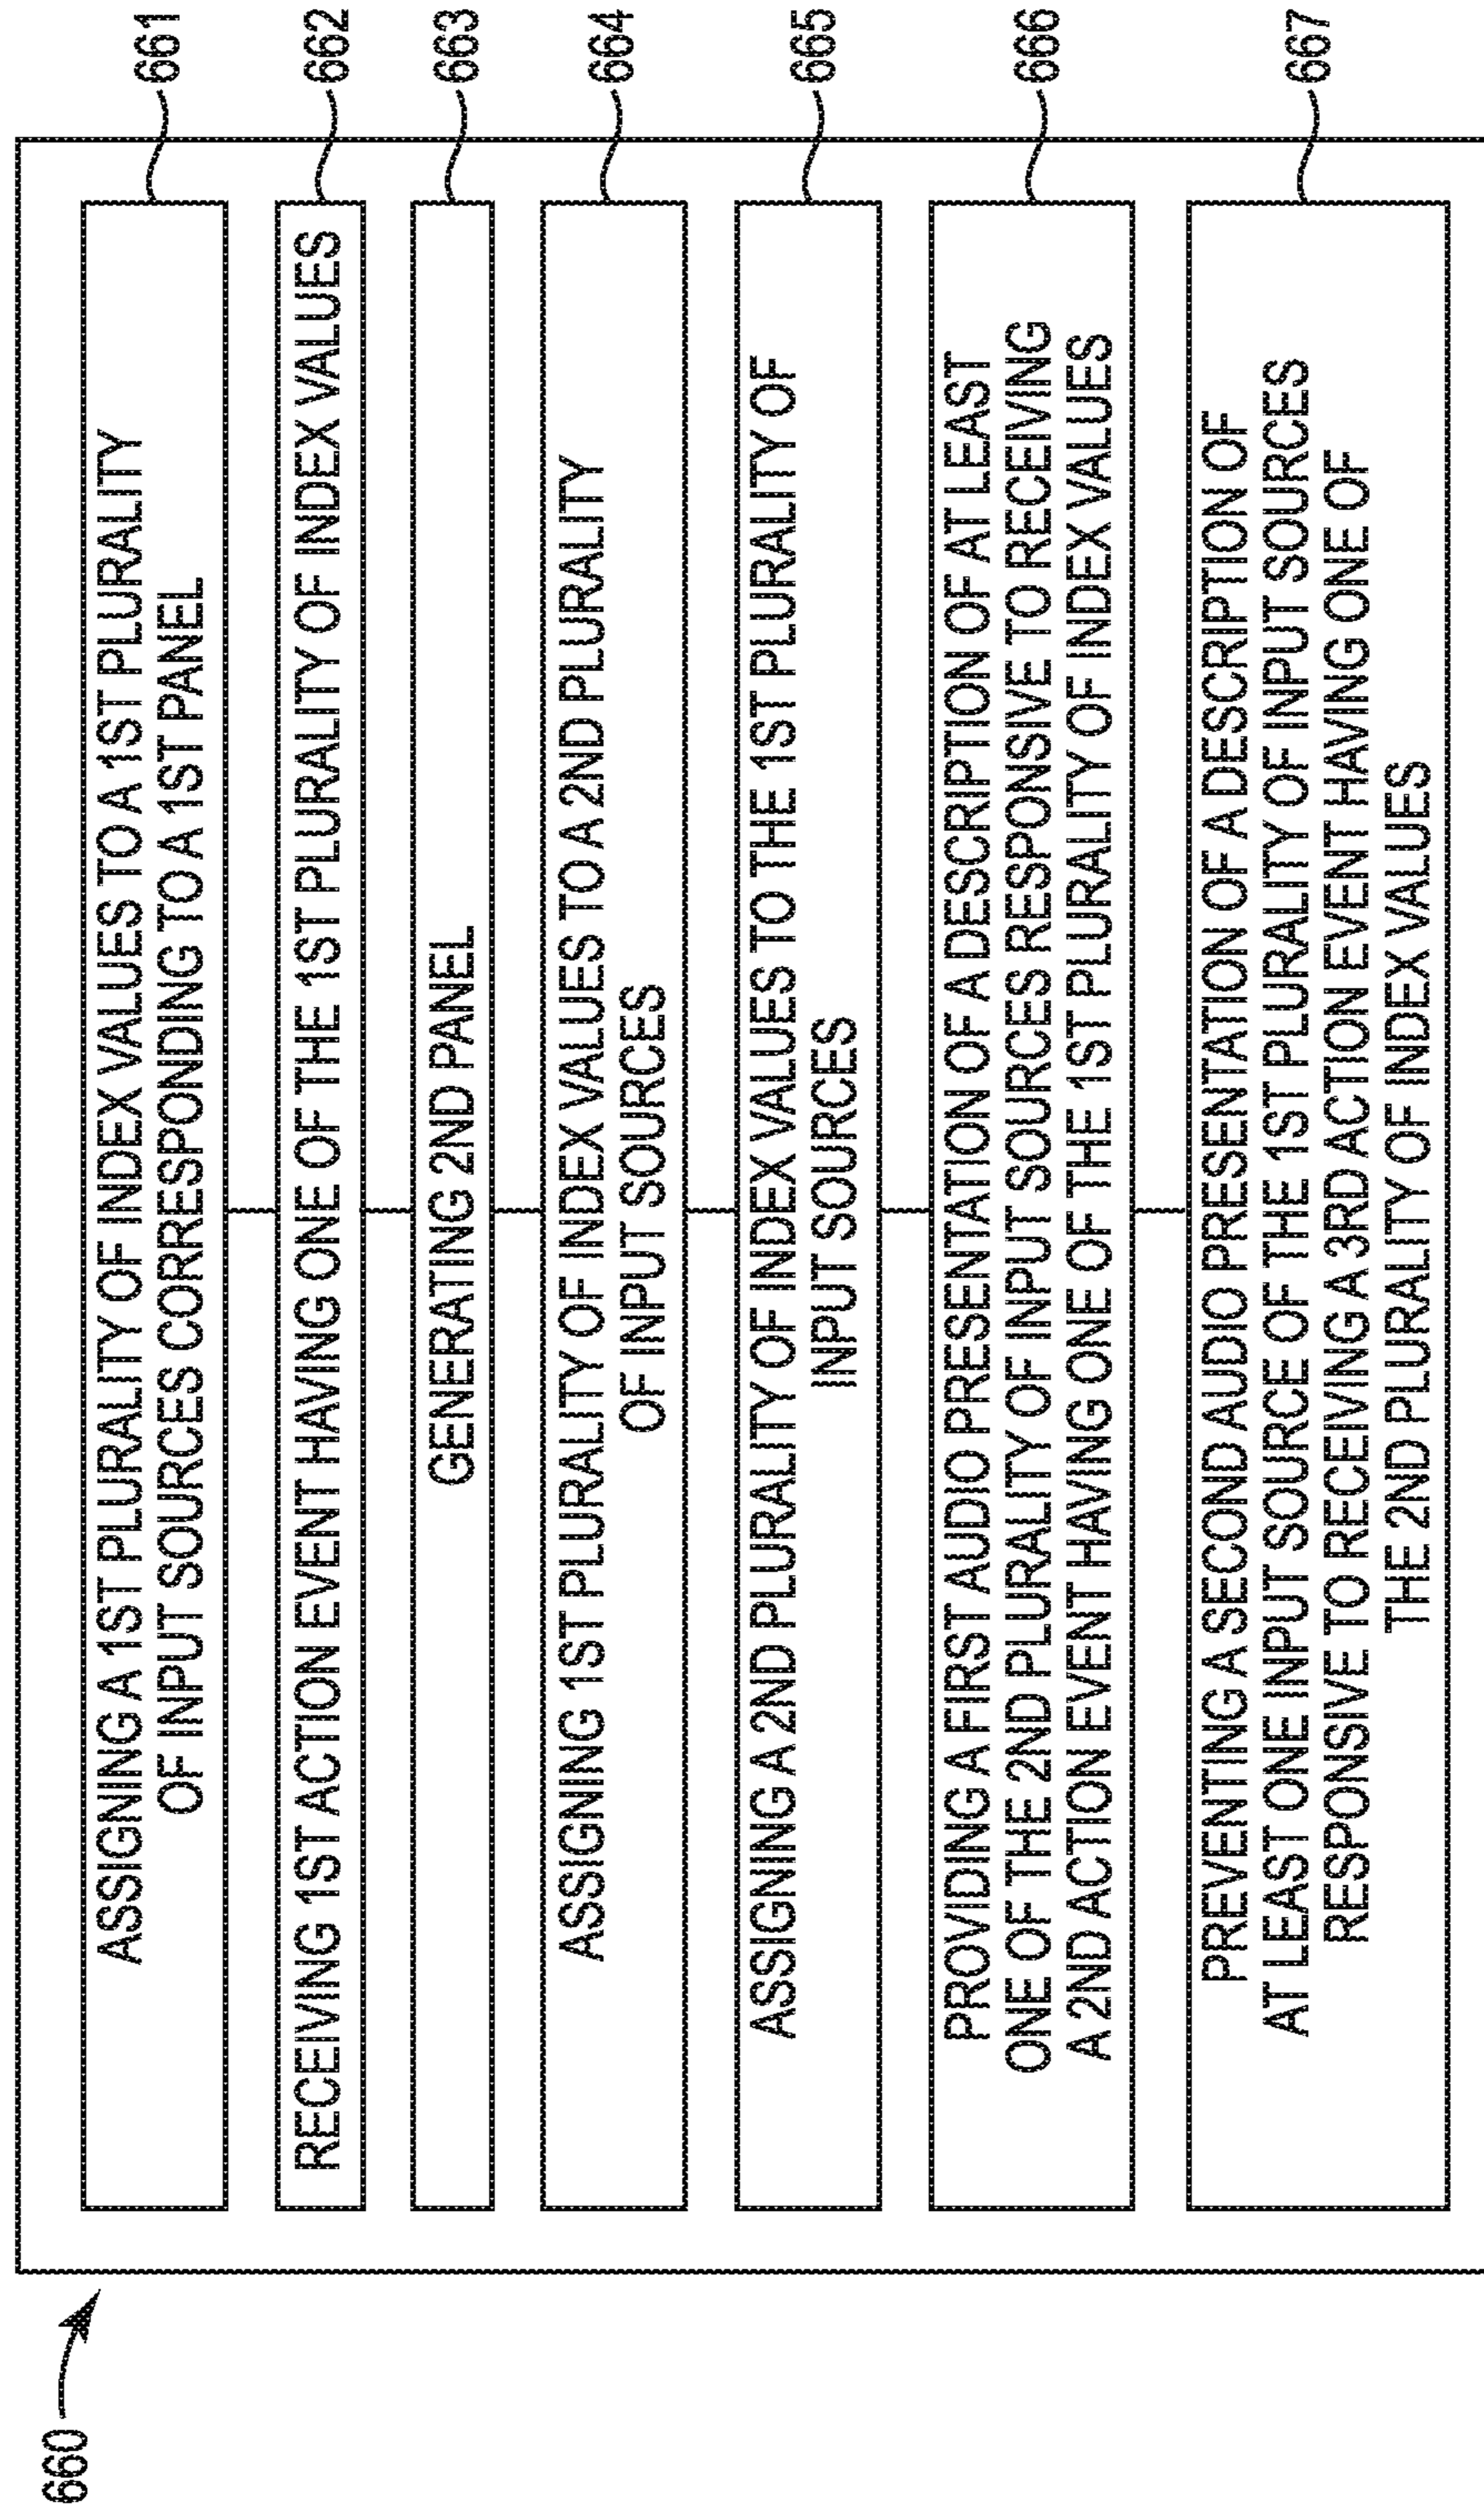 660
ASSIGNING A 1ST PLURALITY OF INDEX VALUES TO A 1ST PLURALITY
OF INPUT SOURCES CORRESPONDING TO A 1ST PANEL
661
RECEIVING 1ST ACTION EVENT HAVING ONE OF THE 1ST PLURALITY OF INDEX VALUES
662
GENERATING 2ND PANEL
663
ASSIGNING 1ST PLURALITY OF INDEX VALUES TO A 2ND PLURALITY
OF INPUT SOURCES
664
ASSIGNING A 2ND PLURALITY OF INDEX VALUES TO THE 1ST PLURALITY OF
INPUT SOURCES
665
PROVIDING A FIRST AUDIO PRESENTATION OF A DESCRIPTION OF AT LEAST
ONE OF THE 2ND PLURALITY OF INPUT SOURCES RESPONSIVE TO RECEIVING
A 2ND ACTION EVENT HAVING ONE OF THE 1ST PLURALITY OF INDEX VALUES
666
PREVENTING A SECOND AUDIO PRESENTATION OF A DESCRIPTION OF
AT LEAST ONE INPUT SOURCE OF THE 1ST PLURALITY OF INPUT SOURCES
RESPONSIVE TO RECEIVING A 3RD ACTION EVENT HAVING ONE OF
THE 2ND PLURALITY OF INDEX VALUES
667